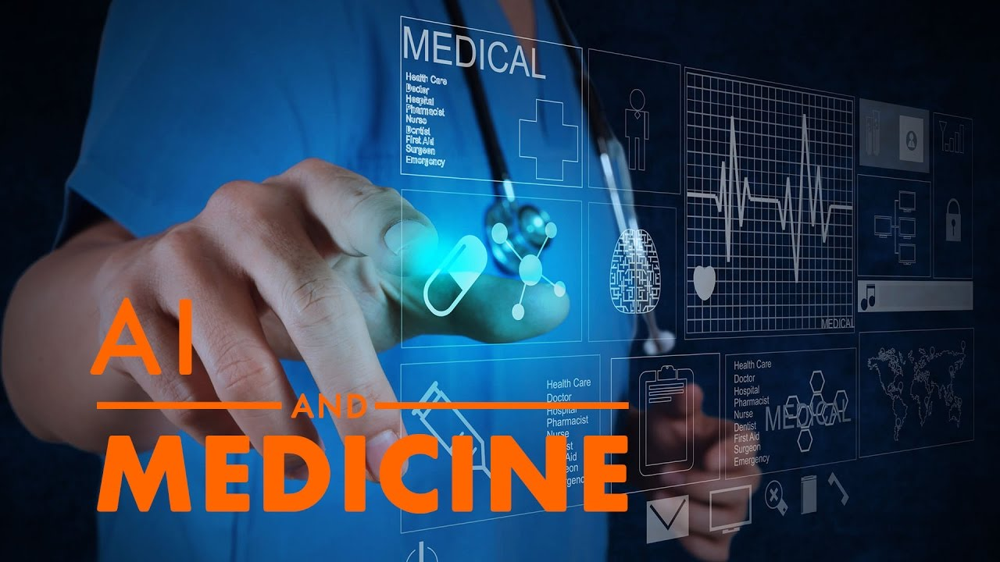 MEDICAL
Health Care
Doctor
Hospital
Pharmacist
Nurse
Dentist
First Aid
Surgeon
Emergency
MEDICAL
Health Care
Doctor
Hospital
Pharmacist
Nurse
Health Care
Doctor
Hospital
Pharmacist
Nurse
Dentist
First Aid
Surgeon
Emergency
MEDICAL
AI
AND
MEDICINE